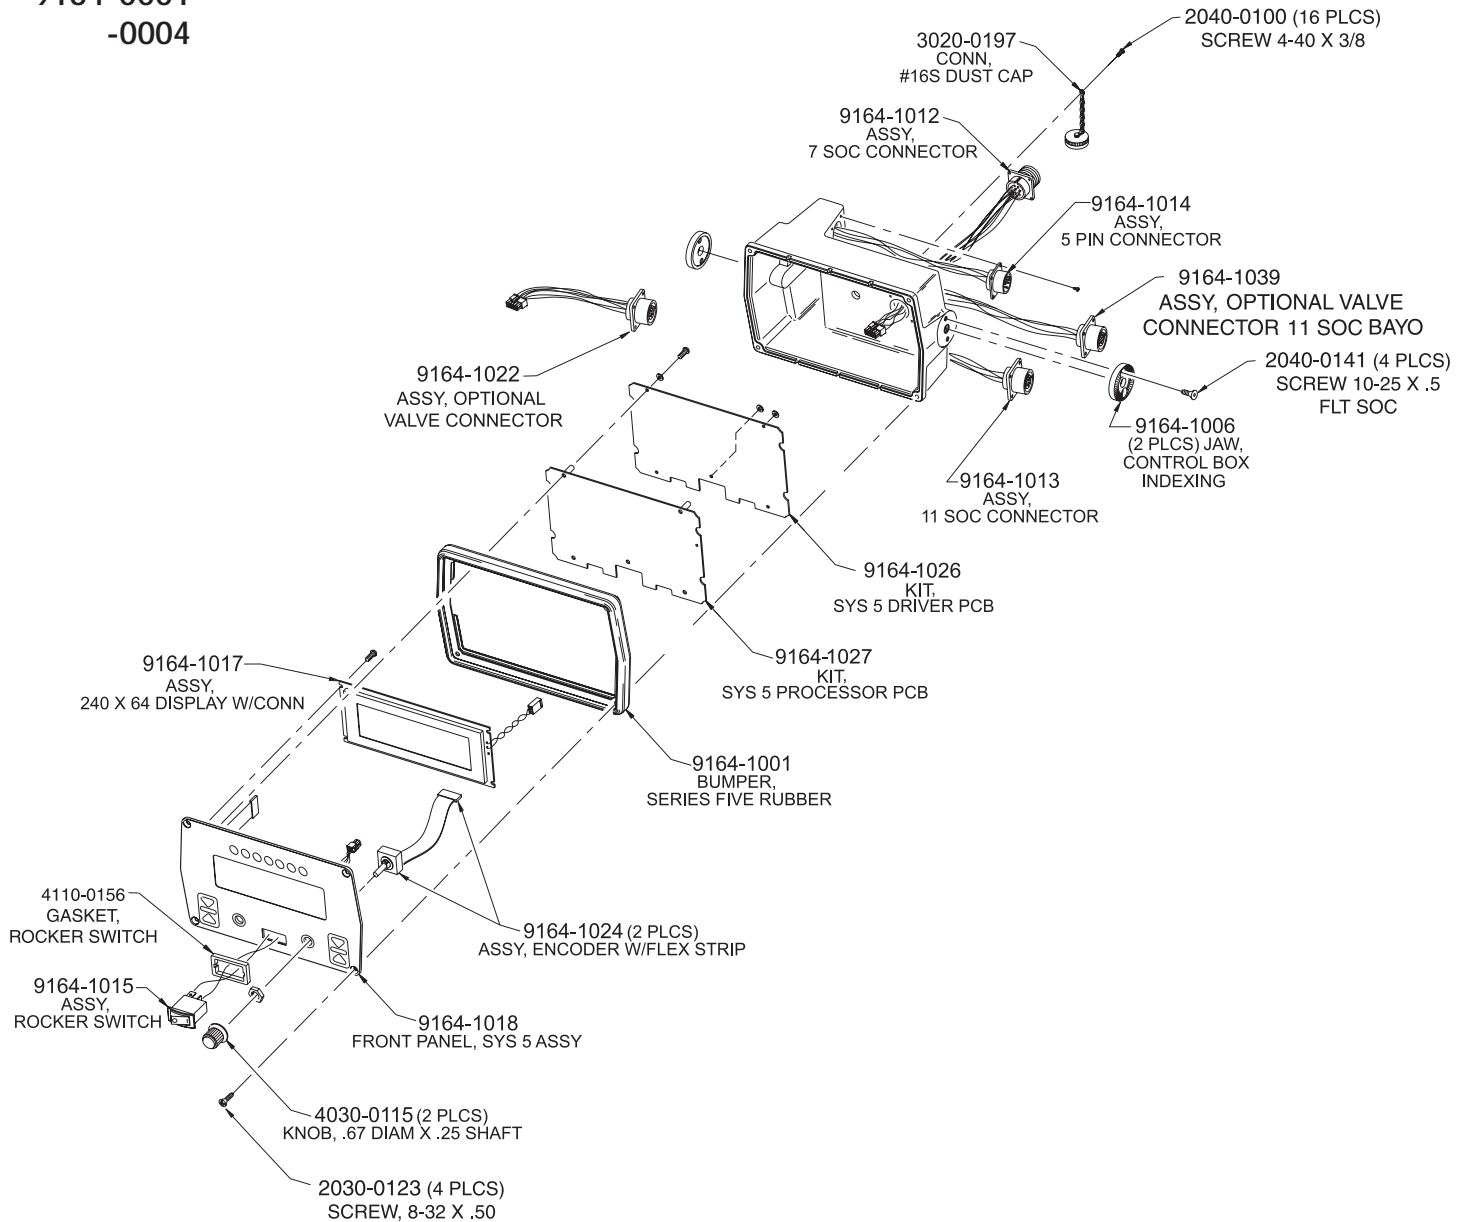 -0004
2040-0100 (16 PLCS)
SCREW 4-40 X 3/8
3020-0197
CONN,
#16S DUST CAP
9164-1012
ASSY,
7 SOC CONNECTOR
9164-1014
ASSY,
5 PIN CONNECTOR
9164-1039
ASSY, OPTIONAL VALVE
CONNECTOR 11 SOC BAYO
2040-0141 (4 PLCS)
SCREW 10-25 X .5
FLT SOC
9164-1022
ASSY, OPTIONAL
VALVE CONNECTOR
9164-1006
(2 PLCS) JAW,
CONTROL BOX
INDEXING
9164-1013
ASSY,
11 SOC CONNECTOR
9164-1026
KIT,
SYS 5 DRIVER PCB
9164-1027
KIT,
SYS 5 PROCESSOR PCB
9164-1017
ASSY,
240 X 64 DISPLAY W/CONN
9164-1001
BUMPER,
SERIES FIVE RUBBER
4110-0156
GASKET,
ROCKER SWITCH
9164-1024 (2 PLCS)
ASSY, ENCODER W/FLEX STRIP
9164-1015
ASSY,
ROCKER SWITCH
9164-1018
FRONT PANEL, SYS 5 ASSY
4030-0115 (2 PLCS)
KNOB, .67 DIAM X .25 SHAFT
2030-0123 (4 PLCS)
SCREW, 8-32 X .50